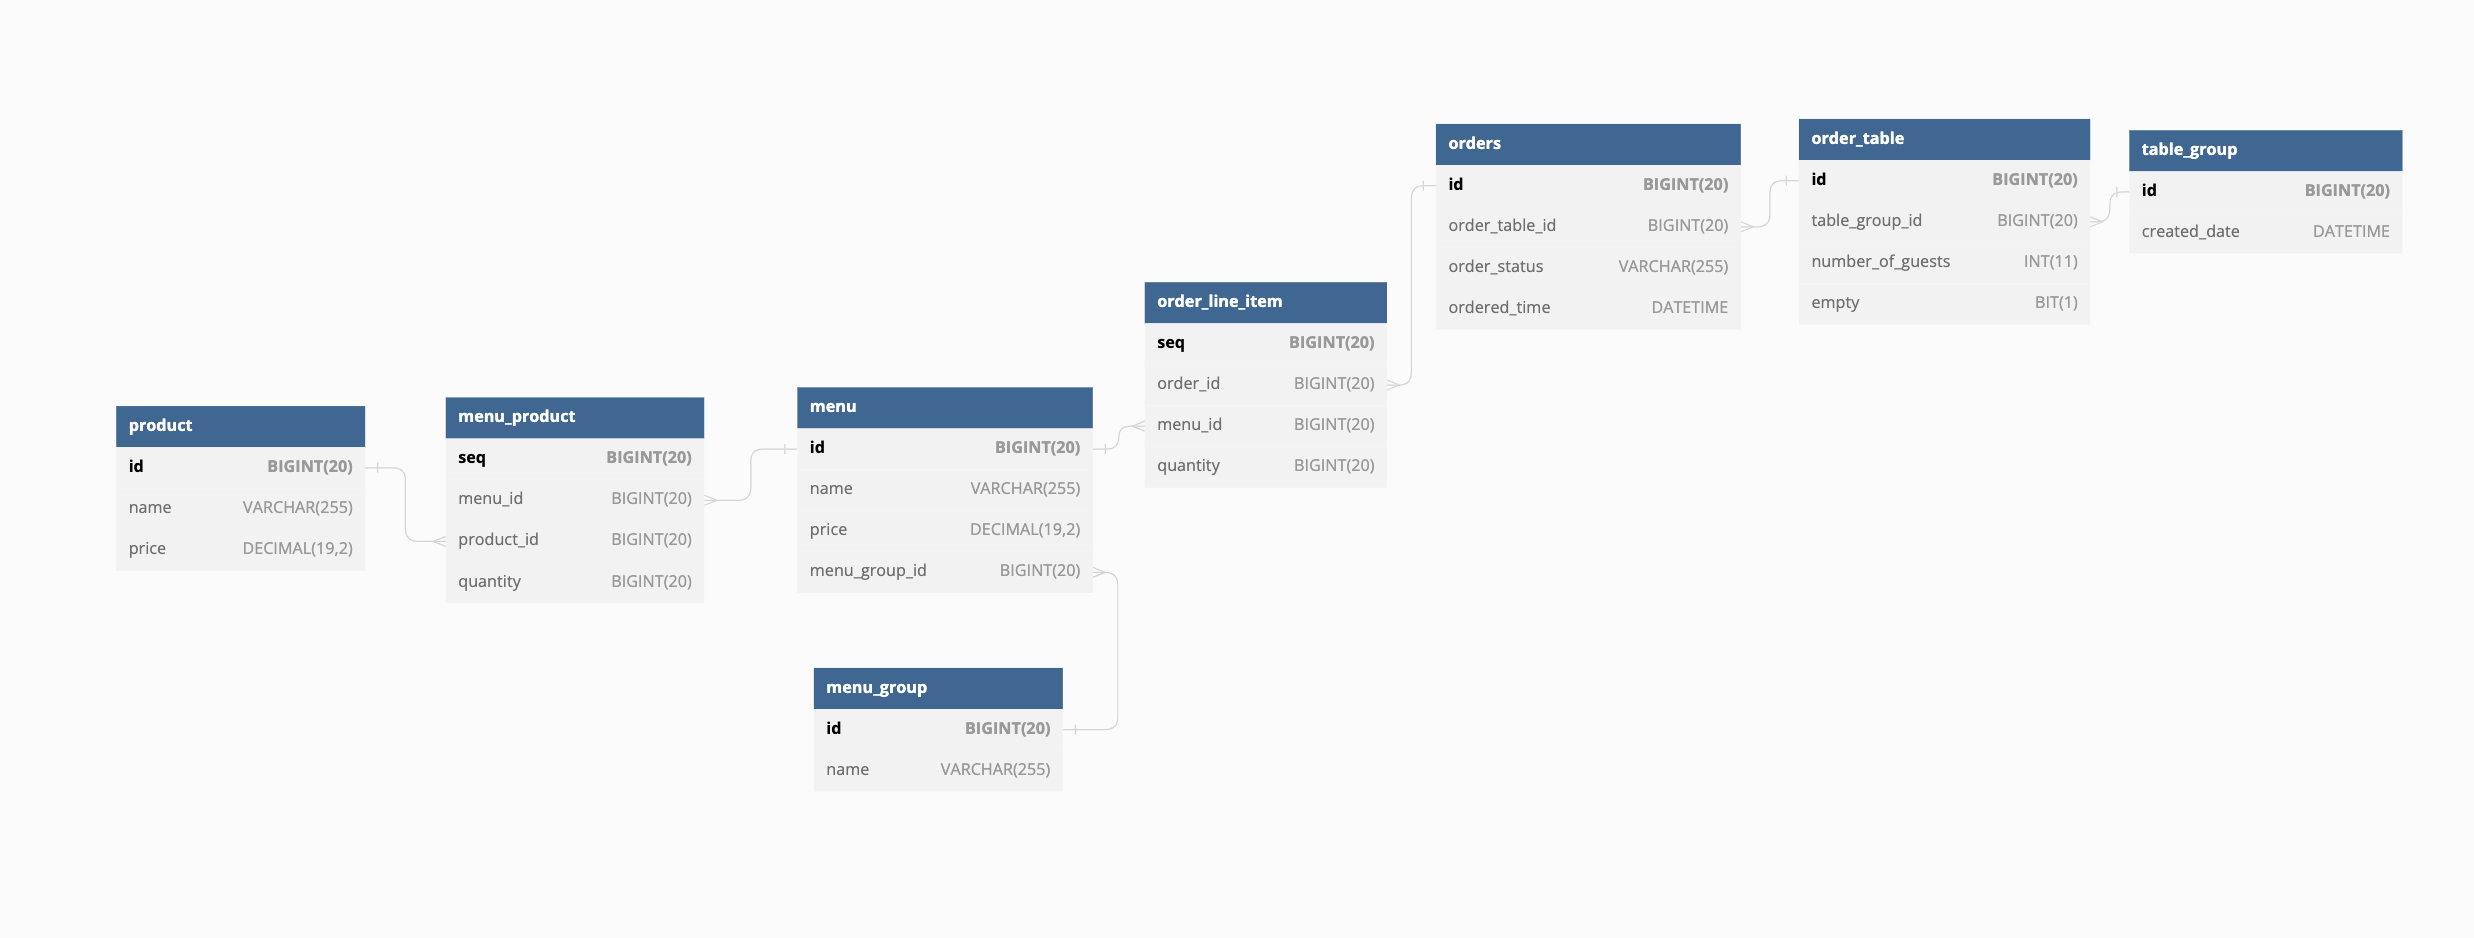 product
id BIGINT(20)
name VARCHAR(255)
price DECIMAL(19,2)
menu_product
seq BIGINT(20)
menu_id BIGINT(20)
product_id BIGINT(20)
quantity BIGINT(20)
menu
id BIGINT(20)
name VARCHAR(255)
price DECIMAL(19,2)
menu_group_id BIGINT(20)
menu_group
id BIGINT(20)
name VARCHAR(255)
order_line_item
seq BIGINT(20)
order_id BIGINT(20)
menu_id BIGINT(20)
quantity BIGINT(20)
orders
id BIGINT(20)
order_table_id BIGINT(20)
order_status VARCHAR(255)
ordered_time DATETIME
order_table
id BIGINT(20)
table_group_id BIGINT(20)
number_of_guests INT(11)
empty BIT(1)
table_group
id BIGINT(20)
created_date DATETIME